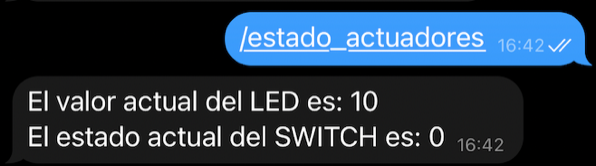 /estado_actuadores 16:42
El valor actual del LED es: 10
El estado actual del SWITCH es: 0 16:42